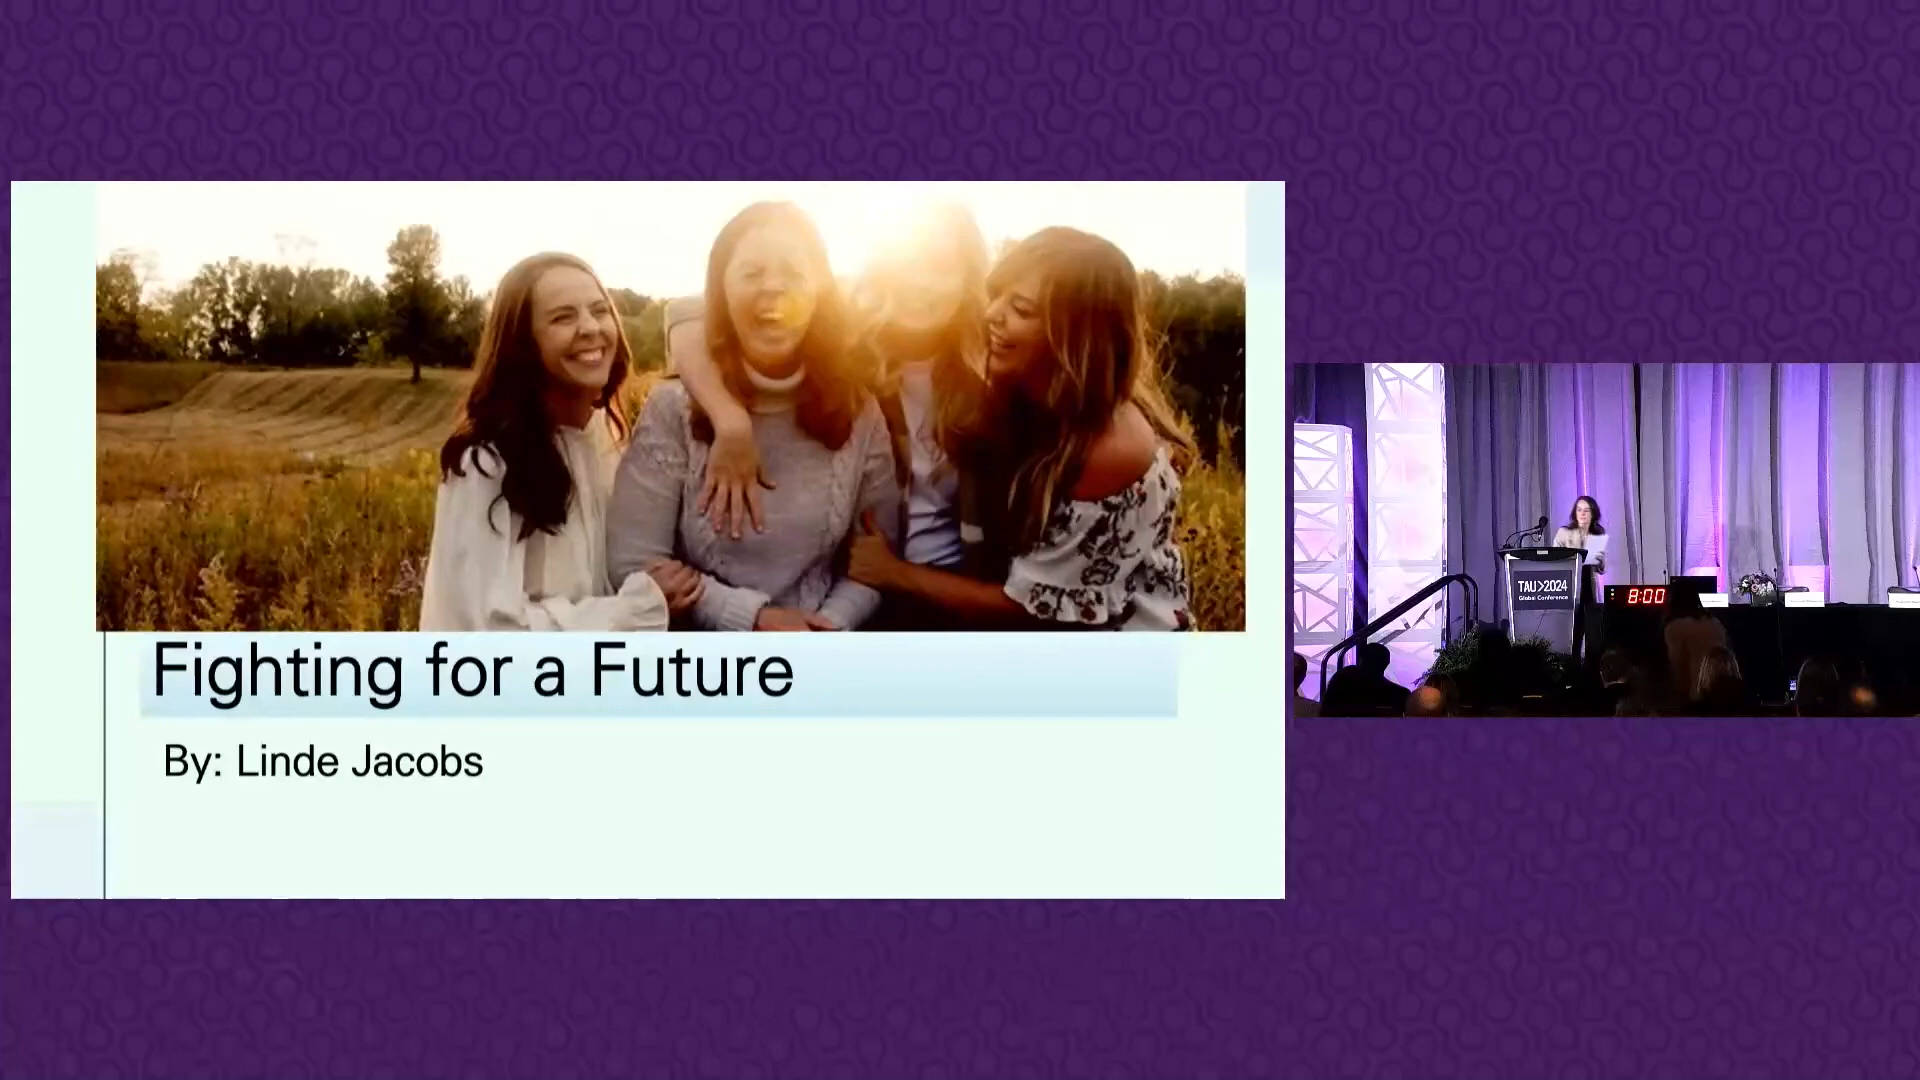 Fighting for a Future
By: Linde Jacobs
TAU>2024
Global Conference
8:00